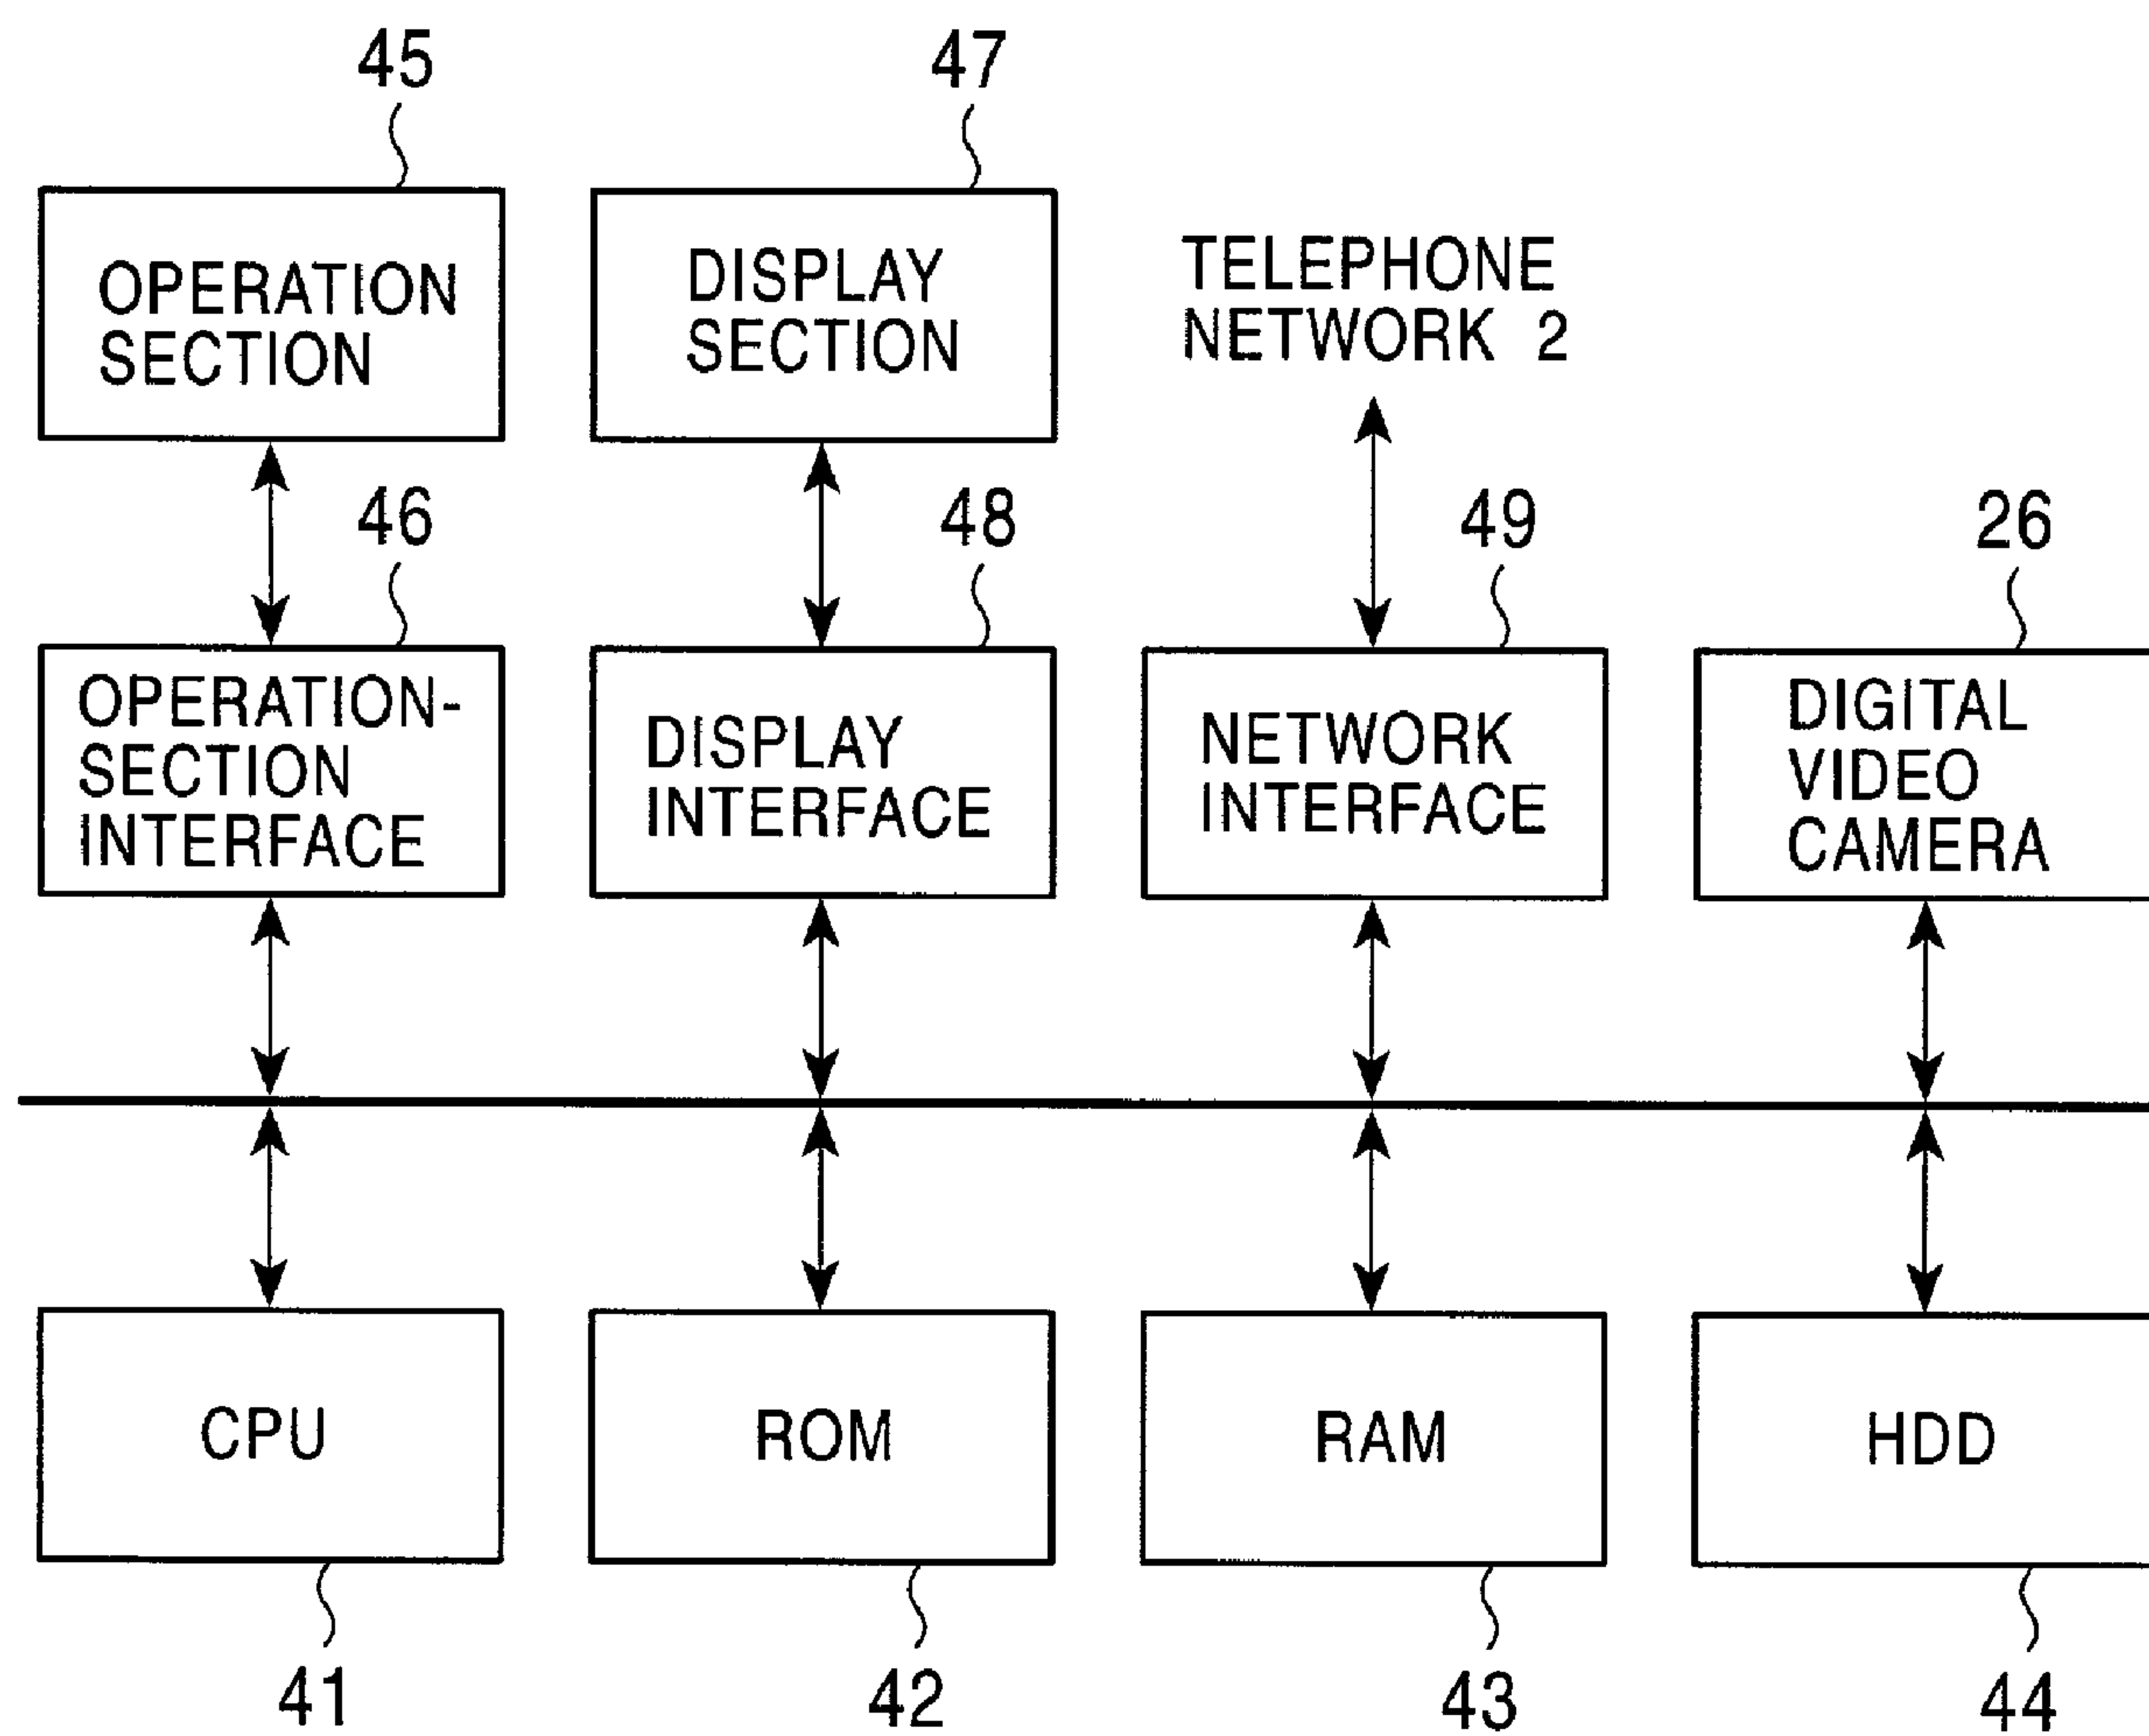 45
47
OPERATION
SECTION
DISPLAY
SECTION
TELEPHONE
NETWORK 2
46
48
49
26
OPERATION-
SECTION
INTERFACE
DISPLAY
INTERFACE
NETWORK
INTERFACE
DIGITAL
VIDEO
CAMERA
CPU
ROM
RAM
HDD
41
42
43
44